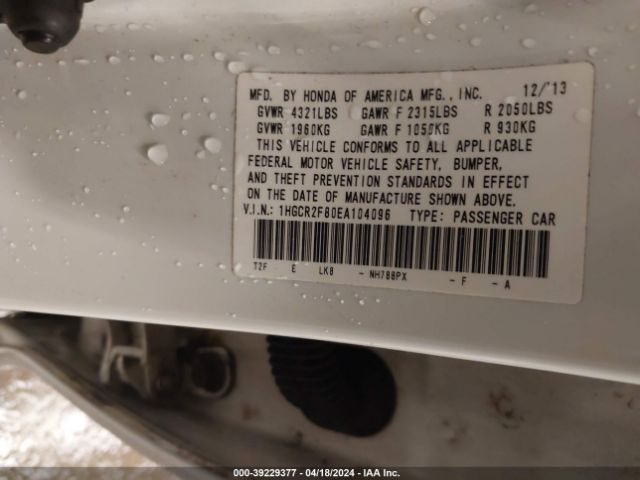 MFD. BY HONDA OF AMERICA MFG., INC. 12/'13
GVWR 4321LBS GAWR F 2315LBS R 2050LBS
GVWR 1960KG GAWR F 1050KG R 930KG
THIS VEHICLE CONFORMS TO ALL APPLICABLE
FEDERAL MOTOR VEHICLE SAFETY, BUMPER,
AND THEFT PREVENTION STANDARDS IN EFFECT
ON THE DATE OF MANUFACTURE SHOWN ABOVE.
V.I.N.: 1HGCR2F80EA104096 TYPE: PASSENGER CAR
T2F E LK8 - NH788PX - F - A
000-39229377 - 04/18/2024 - IAA Inc.